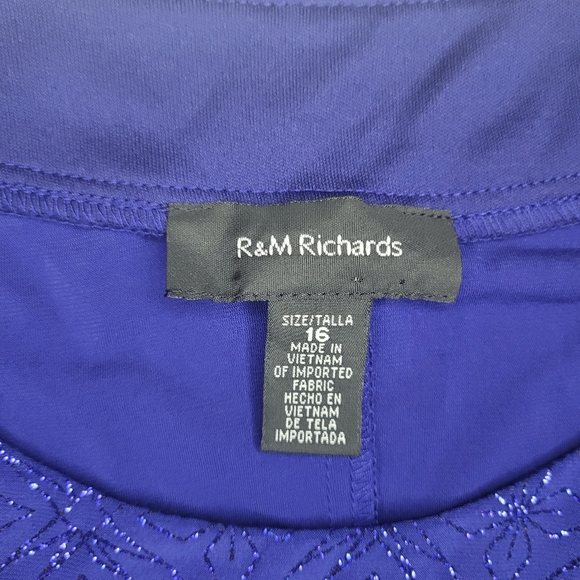 R&M Richards
SIZE/TALLA
16
MADE IN
VIETNAM
OF IMPORTED
FABRIC
HECHO EN
VIETNAM
DE TELA
IMPORTADA